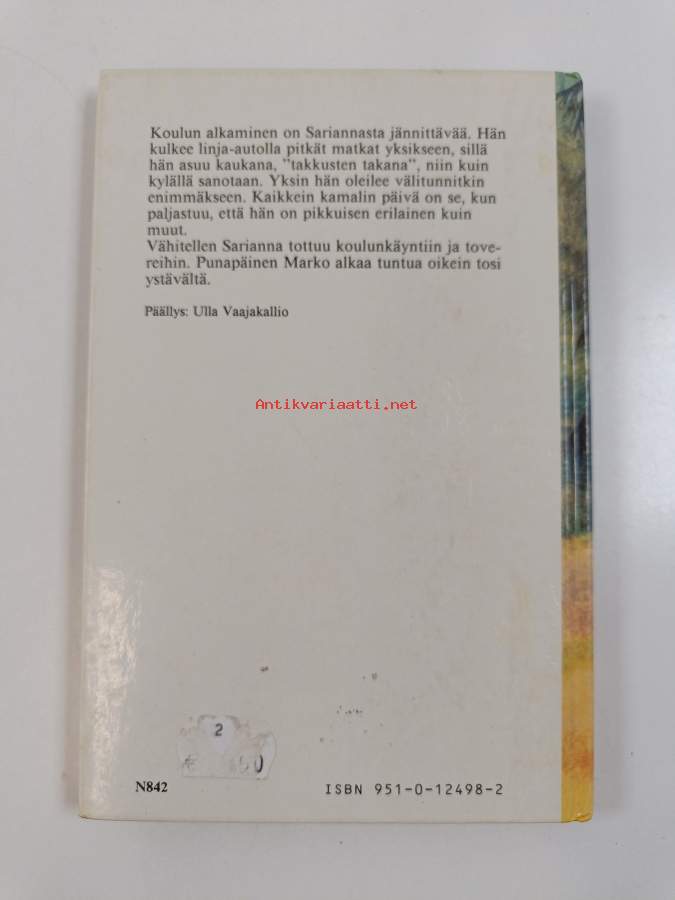 Koulun alkaminen on Sariannasta jännittävää. Hän
kulkee linja-autolla pitkät matkat yksikseen, sillä
hän asuu kaukana, "takkusten takana", niin kuin
kylällä sanotaan. Yksin hän oleilee välitunnitkin
enimmäkseen. Kaikkein kamalin päivä on se, kun
paljastuu, että hän on pikkuisen erilainen kuin
muut.
Vähitellen Sarianna tottuu koulunkäyntiin ja tove-
reihin. Punapäinen Marko alkaa tuntua oikein tosi
ystävältä.
Päällys: Ulla Vaajakallio
Antikvariaatti.net
2
N842
ISBN 951-0-12498-2